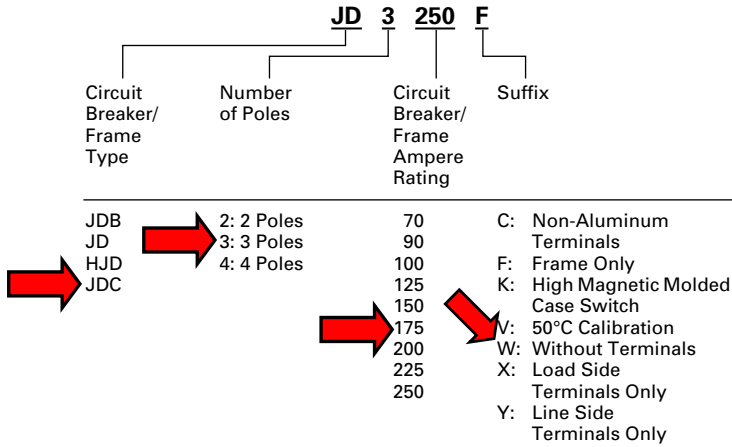 JD 3 250 F
Circuit Breaker/ Frame Type
Number of Poles
Circuit Breaker/ Frame Ampere Rating
Suffix
JDB
JD
HJD
JDC
2: 2 Poles
3: 3 Poles
4: 4 Poles
70
90
100
125
150
175
200
225
250
C: Non-Aluminum
Terminals
F: Frame Only
K: High Magnetic Molded
Case Switch
V: 50°C Calibration
W: Without Terminals
X: Load Side
Terminals Only
Y: Line Side
Terminals Only